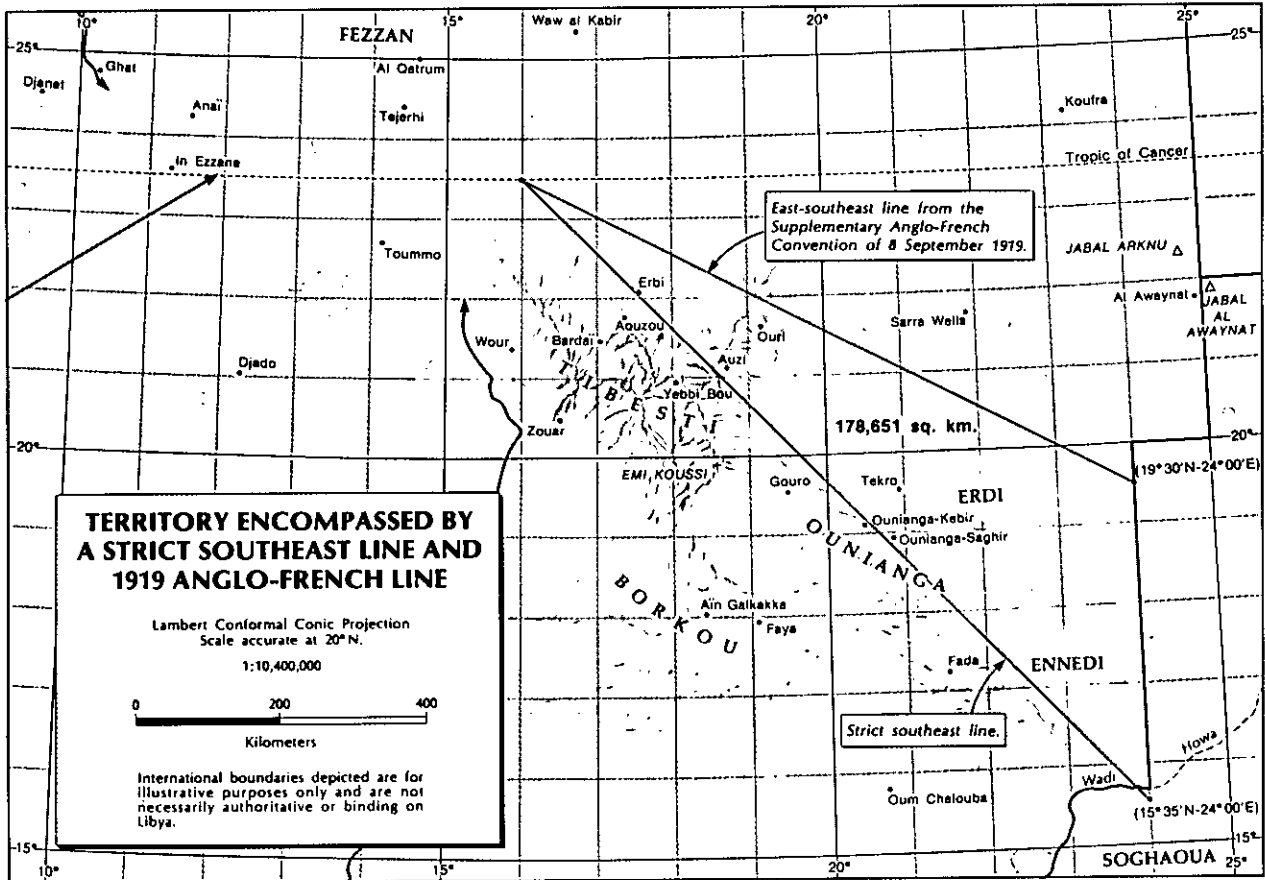 10°
15°
20°
25°
Waw al Kabir
FEZZAN
25°
25°
Ghat
Al Qatrum
Djanet
Anaï
Tejerhi
Koufra
In Ezzane
Tropic of Cancer
East-southeast line from the
Supplementary Anglo-French
Convention of 8 September 1919.
JABAL ARKNU
Toummo
Erbi
Al Awaynat
JABAL
AL
AWAYNAT
Aouzou
Sarra Wells
Wour
Bardaï
Ouri
Auzi
Djado
TIBESTI
Yebbi Bou
Zouar
178,651 sq. km.
20°
20°
EMI KOUSSI
(19°30'N-24°00'E)
Gouro
Tekro
ERDI
Ounianga-Kebir
Ounianga-Saghir
OUNIANGA
TERRITORY ENCOMPASSED BY
A STRICT SOUTHEAST LINE AND
1919 ANGLO-FRENCH LINE
Lambert Conformal Conic Projection
Scale accurate at 20°N.
1:10,400,000
0 200 400
Kilometers
International boundaries depicted are for
illustrative purposes only and are not
necessarily authoritative or binding on
Libya.
BORKOU
Aïn Galkakka
Faya
Fada
ENNEDI
Strict southeast line.
Howa
Wadi
Oum Chalouba
(15°35'N-24°00'E)
15°
15°
SOGHAOUA
10°
15°
20°
25°